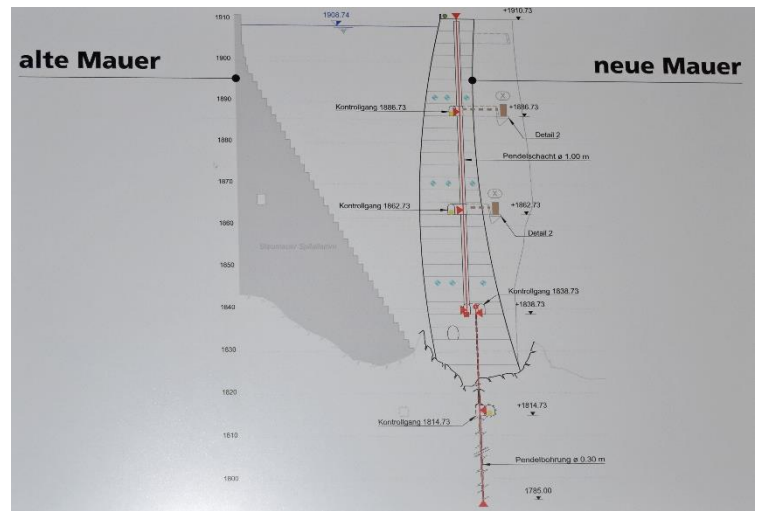 1908.74
+1910.73
1910
alte Mauer
neue Mauer
1900
1890
Kontrollgang 1886.73
+1886.73
Detail 2
1880
Pendelschacht ø 1.00 m
1870
Kontrollgang 1862.73
+1862.73
1860
Detail 2
1850
Kontrollgang 1838.73
1840
+1838.73
1830
1820
+1814.73
Kontrollgang 1814.73
1810
Pendelbohrung ø 0.30 m
1800
1785.00